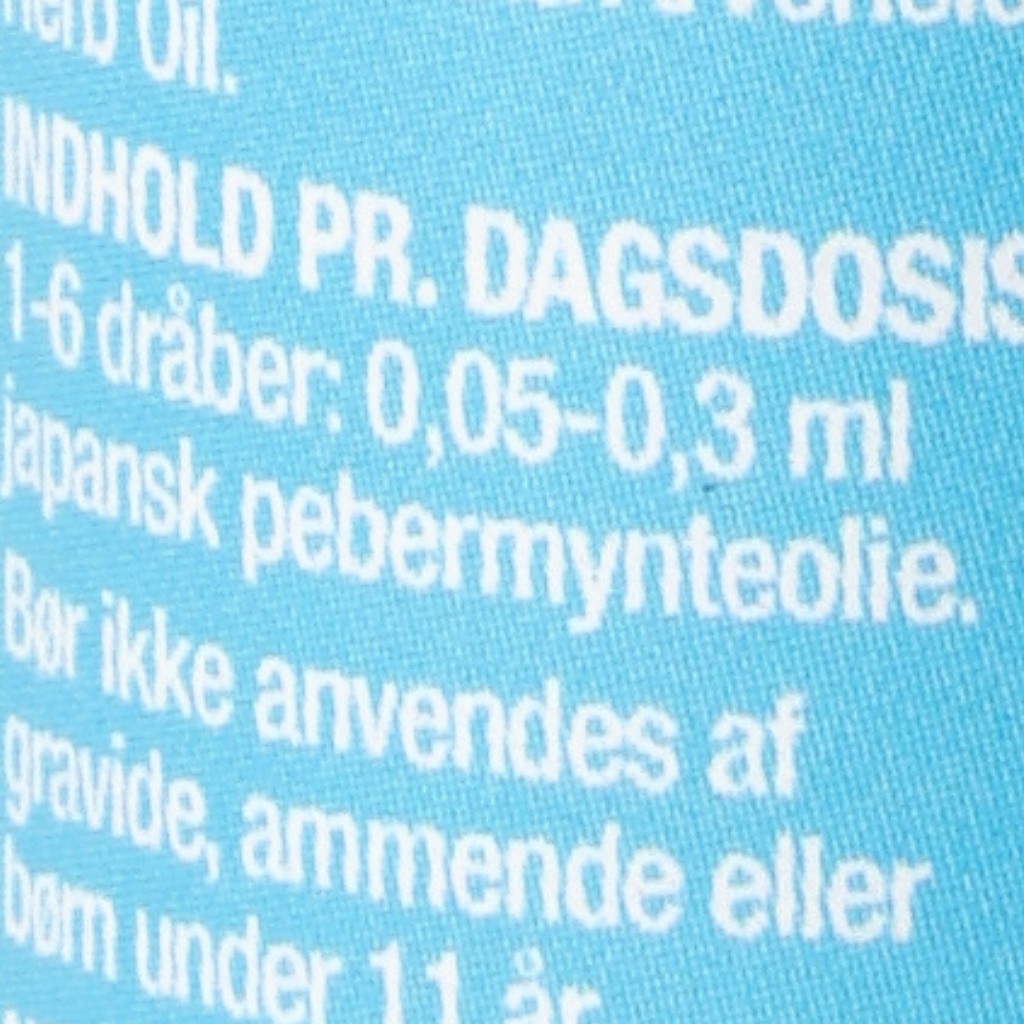 herb Oil.
INDHOLD PR. DAGSDOSIS
1-6 dråber: 0,05-0,3 ml
japansk pebermynteolie.
Bør ikke anvendes af
gravide, ammende eller
børn under 11 år